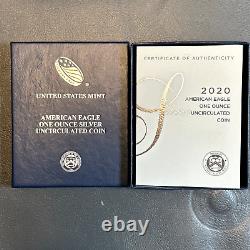 UNITED STATES MINT
AMERICAN EAGLE
ONE OUNCE SILVER
UNCIRCULATED COIN
CERTIFICATE OF AUTHENTICITY
2020
AMERICAN EAGLE
ONE OUNCE
UNCIRCULATED
COIN